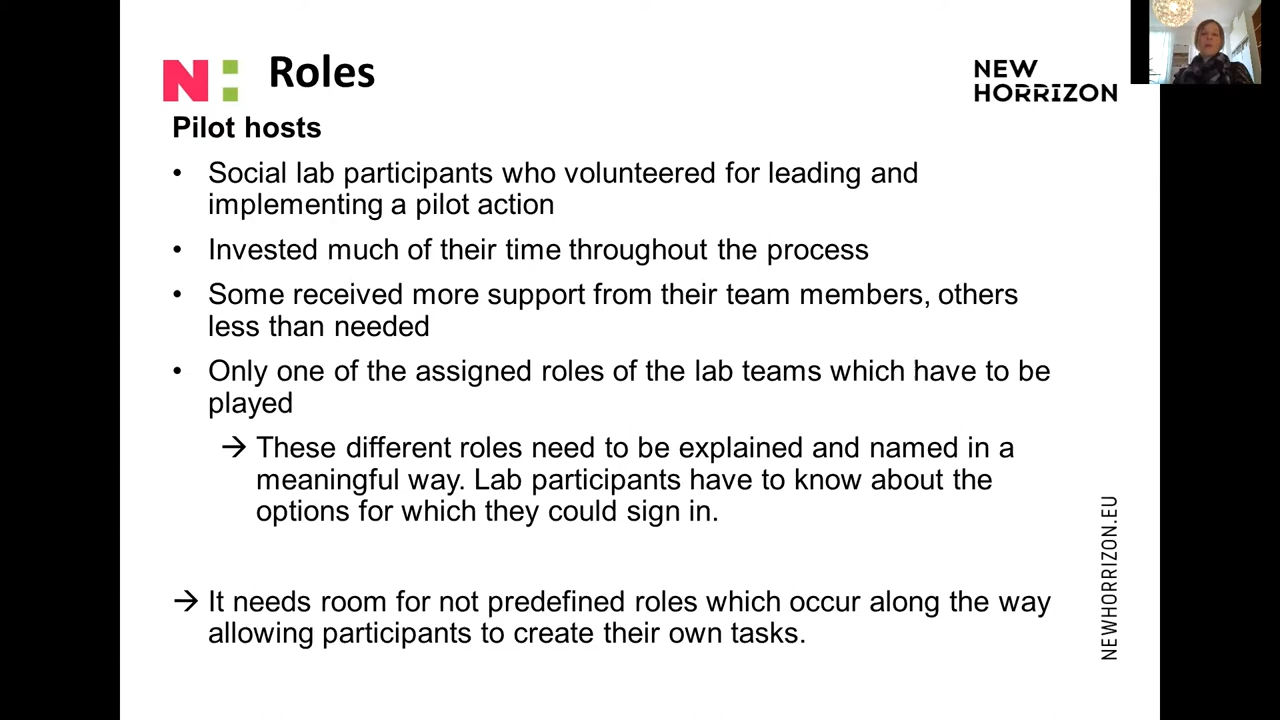 N:
Roles
NEW
HORRIZON
Pilot hosts
• Social lab participants who volunteered for leading and
implementing a pilot action
• Invested much of their time throughout the process
• Some received more support from their team members, others
less than needed
• Only one of the assigned roles of the lab teams which have to be
played
→ These different roles need to be explained and named in a
meaningful way. Lab participants have to know about the
options for which they could sign in.
→ It needs room for not predefined roles which occur along the way
allowing participants to create their own tasks.
NEWHORRIZON.EU